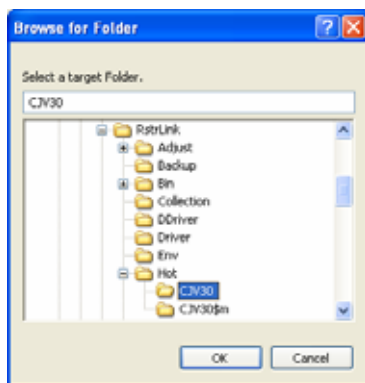 Browse for Folder
Select a target Folder.
CJV30
RstrLink
Adjust
Backup
Bin
Collection
DDriver
Driver
Env
Hot
CJV30
CJV30$m
OK Cancel